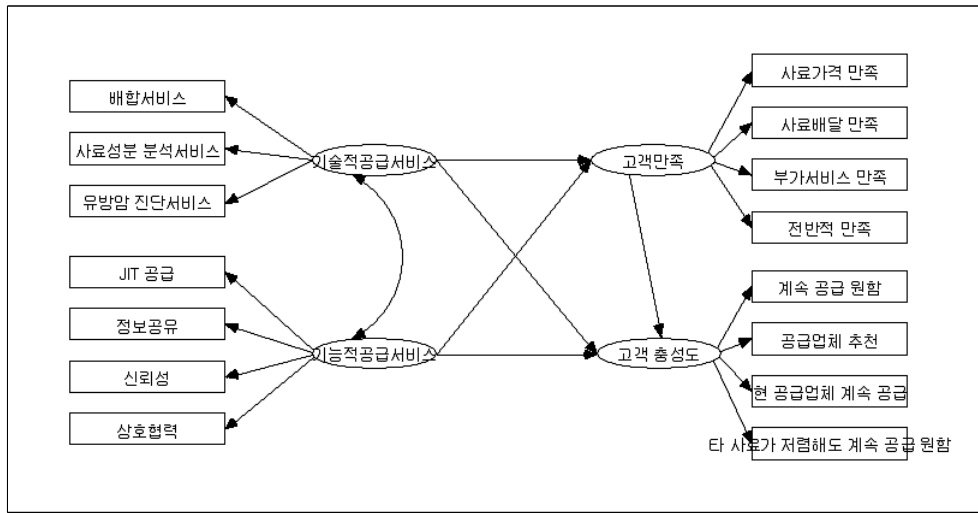 배합서비스
사료성분 분석서비스
유방암 진단서비스
JIT 공급
정보공유
신뢰성
상호협력
기술적공급서비스
기능적공급서비스
고객만족
고객 충성도
사료가격 만족
사료배달 만족
부가서비스 만족
전반적 만족
계속 공급 원함
공급업체 추천
현 공급업체 계속 공급
타 사료가 저렴해도 계속 공급 원함